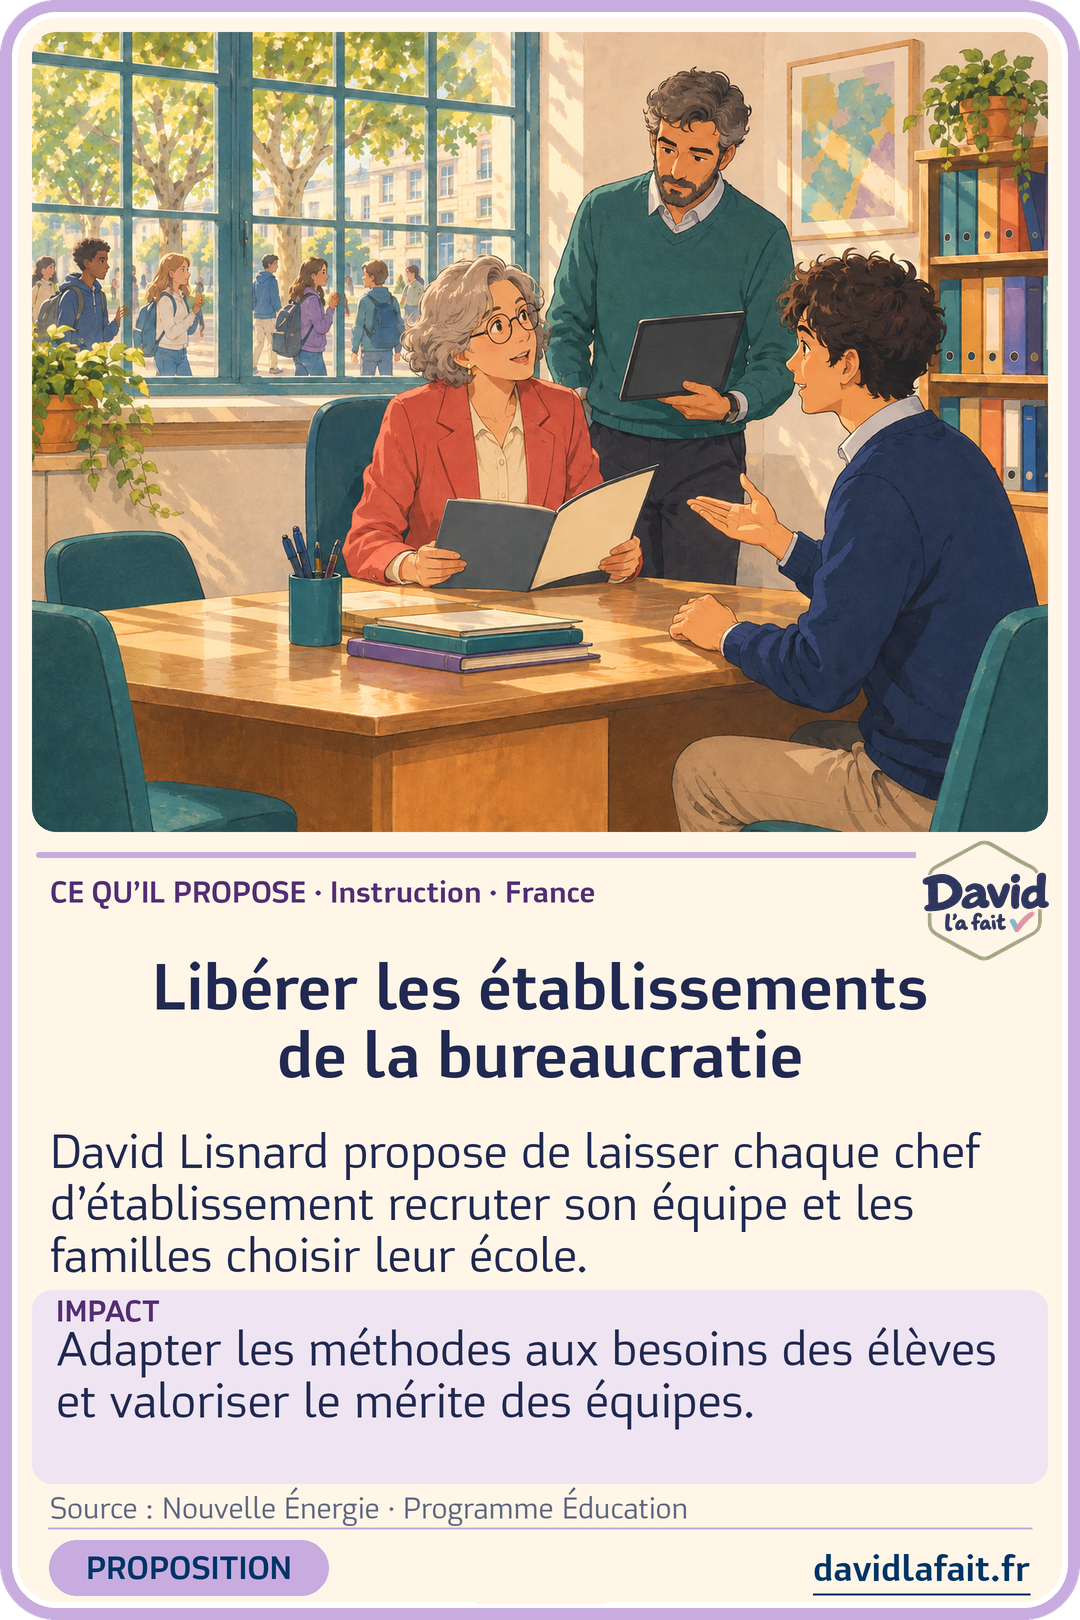 CE QU'IL PROPOSE · Instruction · France
David
l'a fait
Libérer les établissements
de la bureaucratie
David Lisnard propose de laisser chaque chef
d'établissement recruter son équipe et les
familles choisir leur école.
IMPACT
Adapter les méthodes aux besoins des élèves
et valoriser le mérite des équipes.
Source : Nouvelle Énergie · Programme Éducation
PROPOSITION
davidlafait.fr